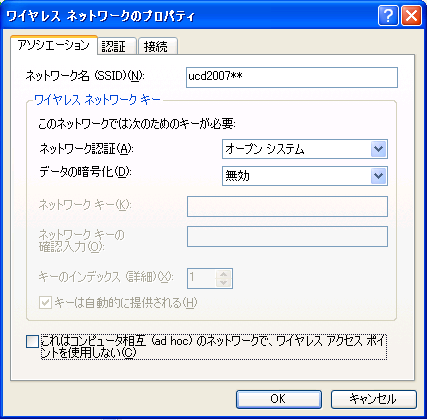 ワイヤレス ネットワークのプロパティ
アソシエーション 認証 接続
ネットワーク名 (SSID)(N): ucd2007**
ワイヤレス ネットワーク キー
このネットワークでは次のためのキーが必要:
ネットワーク認証(A): オープン システム
データの暗号化(D): 無効
ネットワーク キー(K):
ネットワーク キーの
確認入力(O):
キーのインデックス (詳細)(X): 1
キーは自動的に提供される(H)
これはコンピュータ相互 (ad hoc) のネットワークで、ワイヤレス アクセス ポイ
ントを使用しない(C)
OK キャンセル